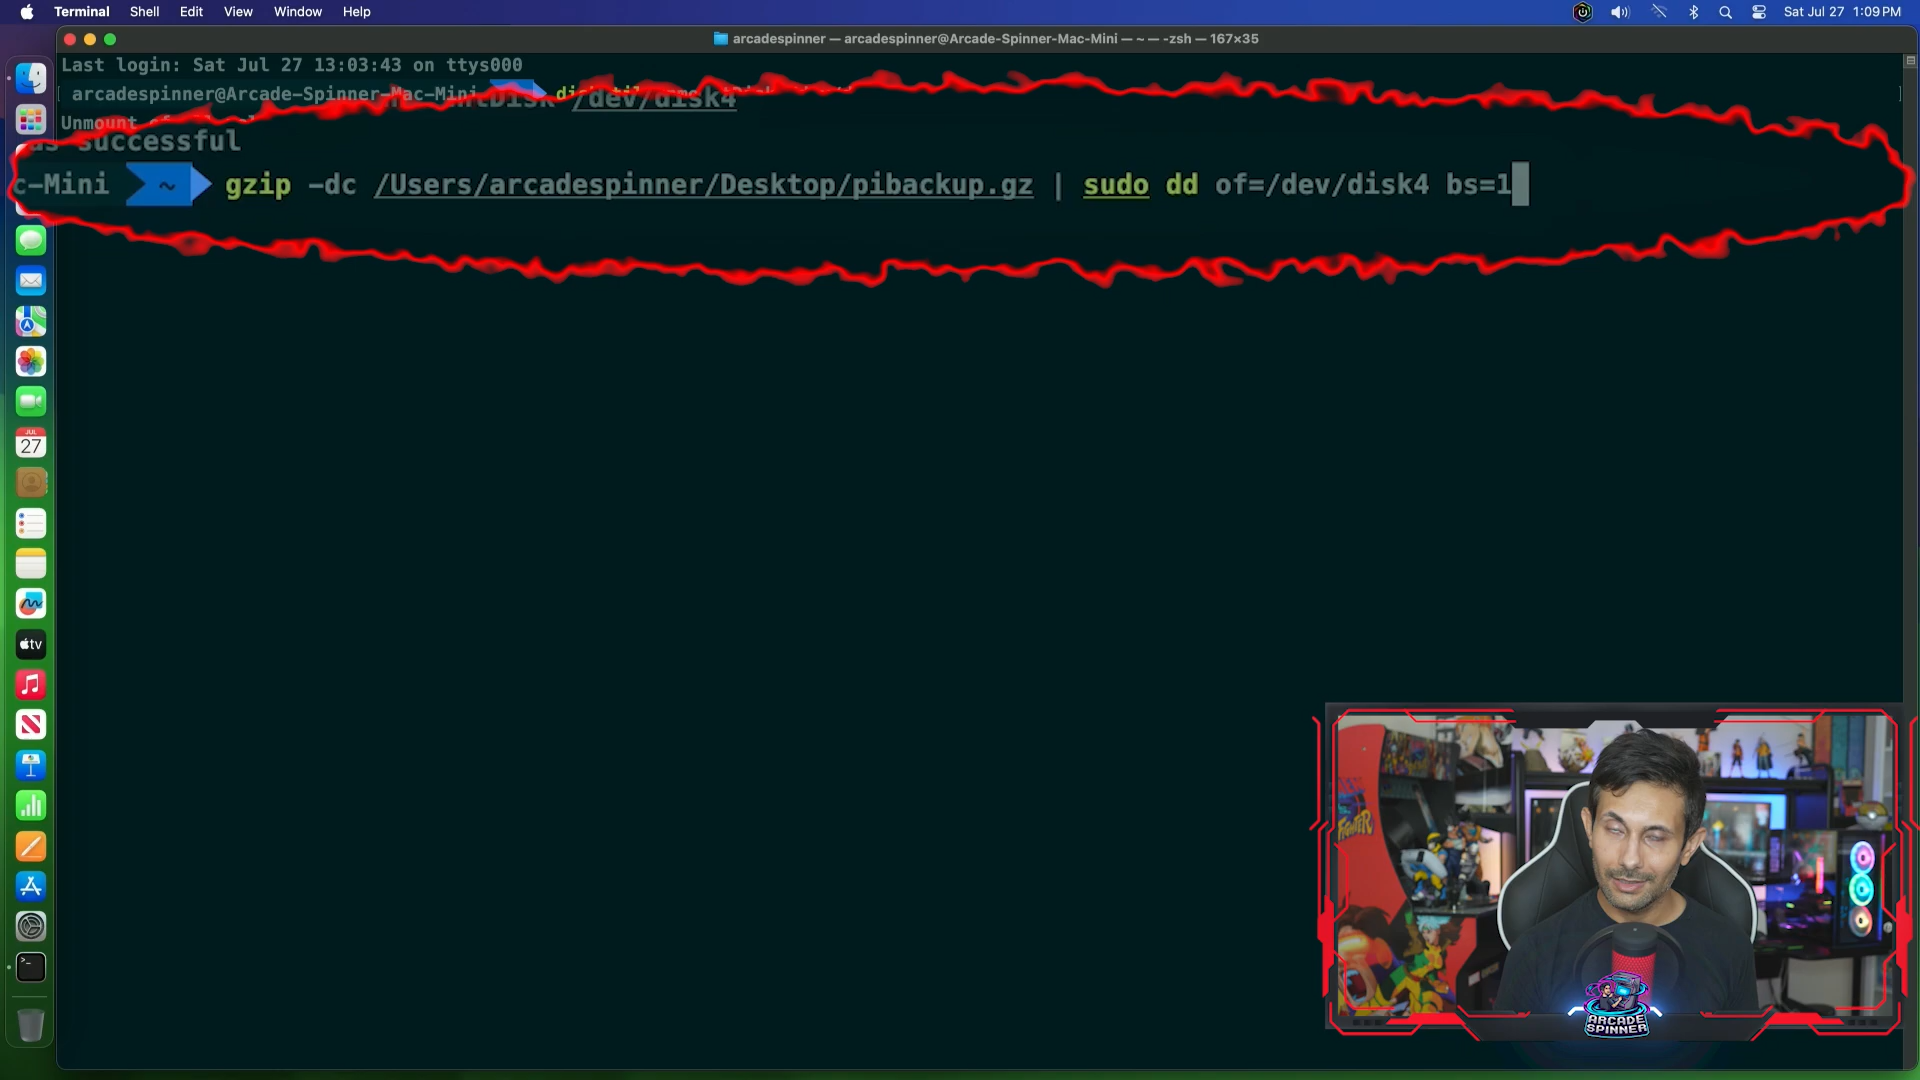 Terminal Shell Edit View Window Help Sat Jul 27 1:09 PM
arcadespinner — arcadespinner@Arcade-Spinner-Mac-Mini — ~ — -zsh — 167×35
Last login: Sat Jul 27 13:03:43 on ttys000
arcadespinner@Arcade-Spinner-Mac-Mini ~
/dev/disk4
Unmount of
as successful
c-Mini ~ gzip -dc /Users/arcadespinner/Desktop/pibackup.gz | sudo dd of=/dev/disk4 bs=1
JUL
27
tv
FIGHTER
ARCADE
SPINNER